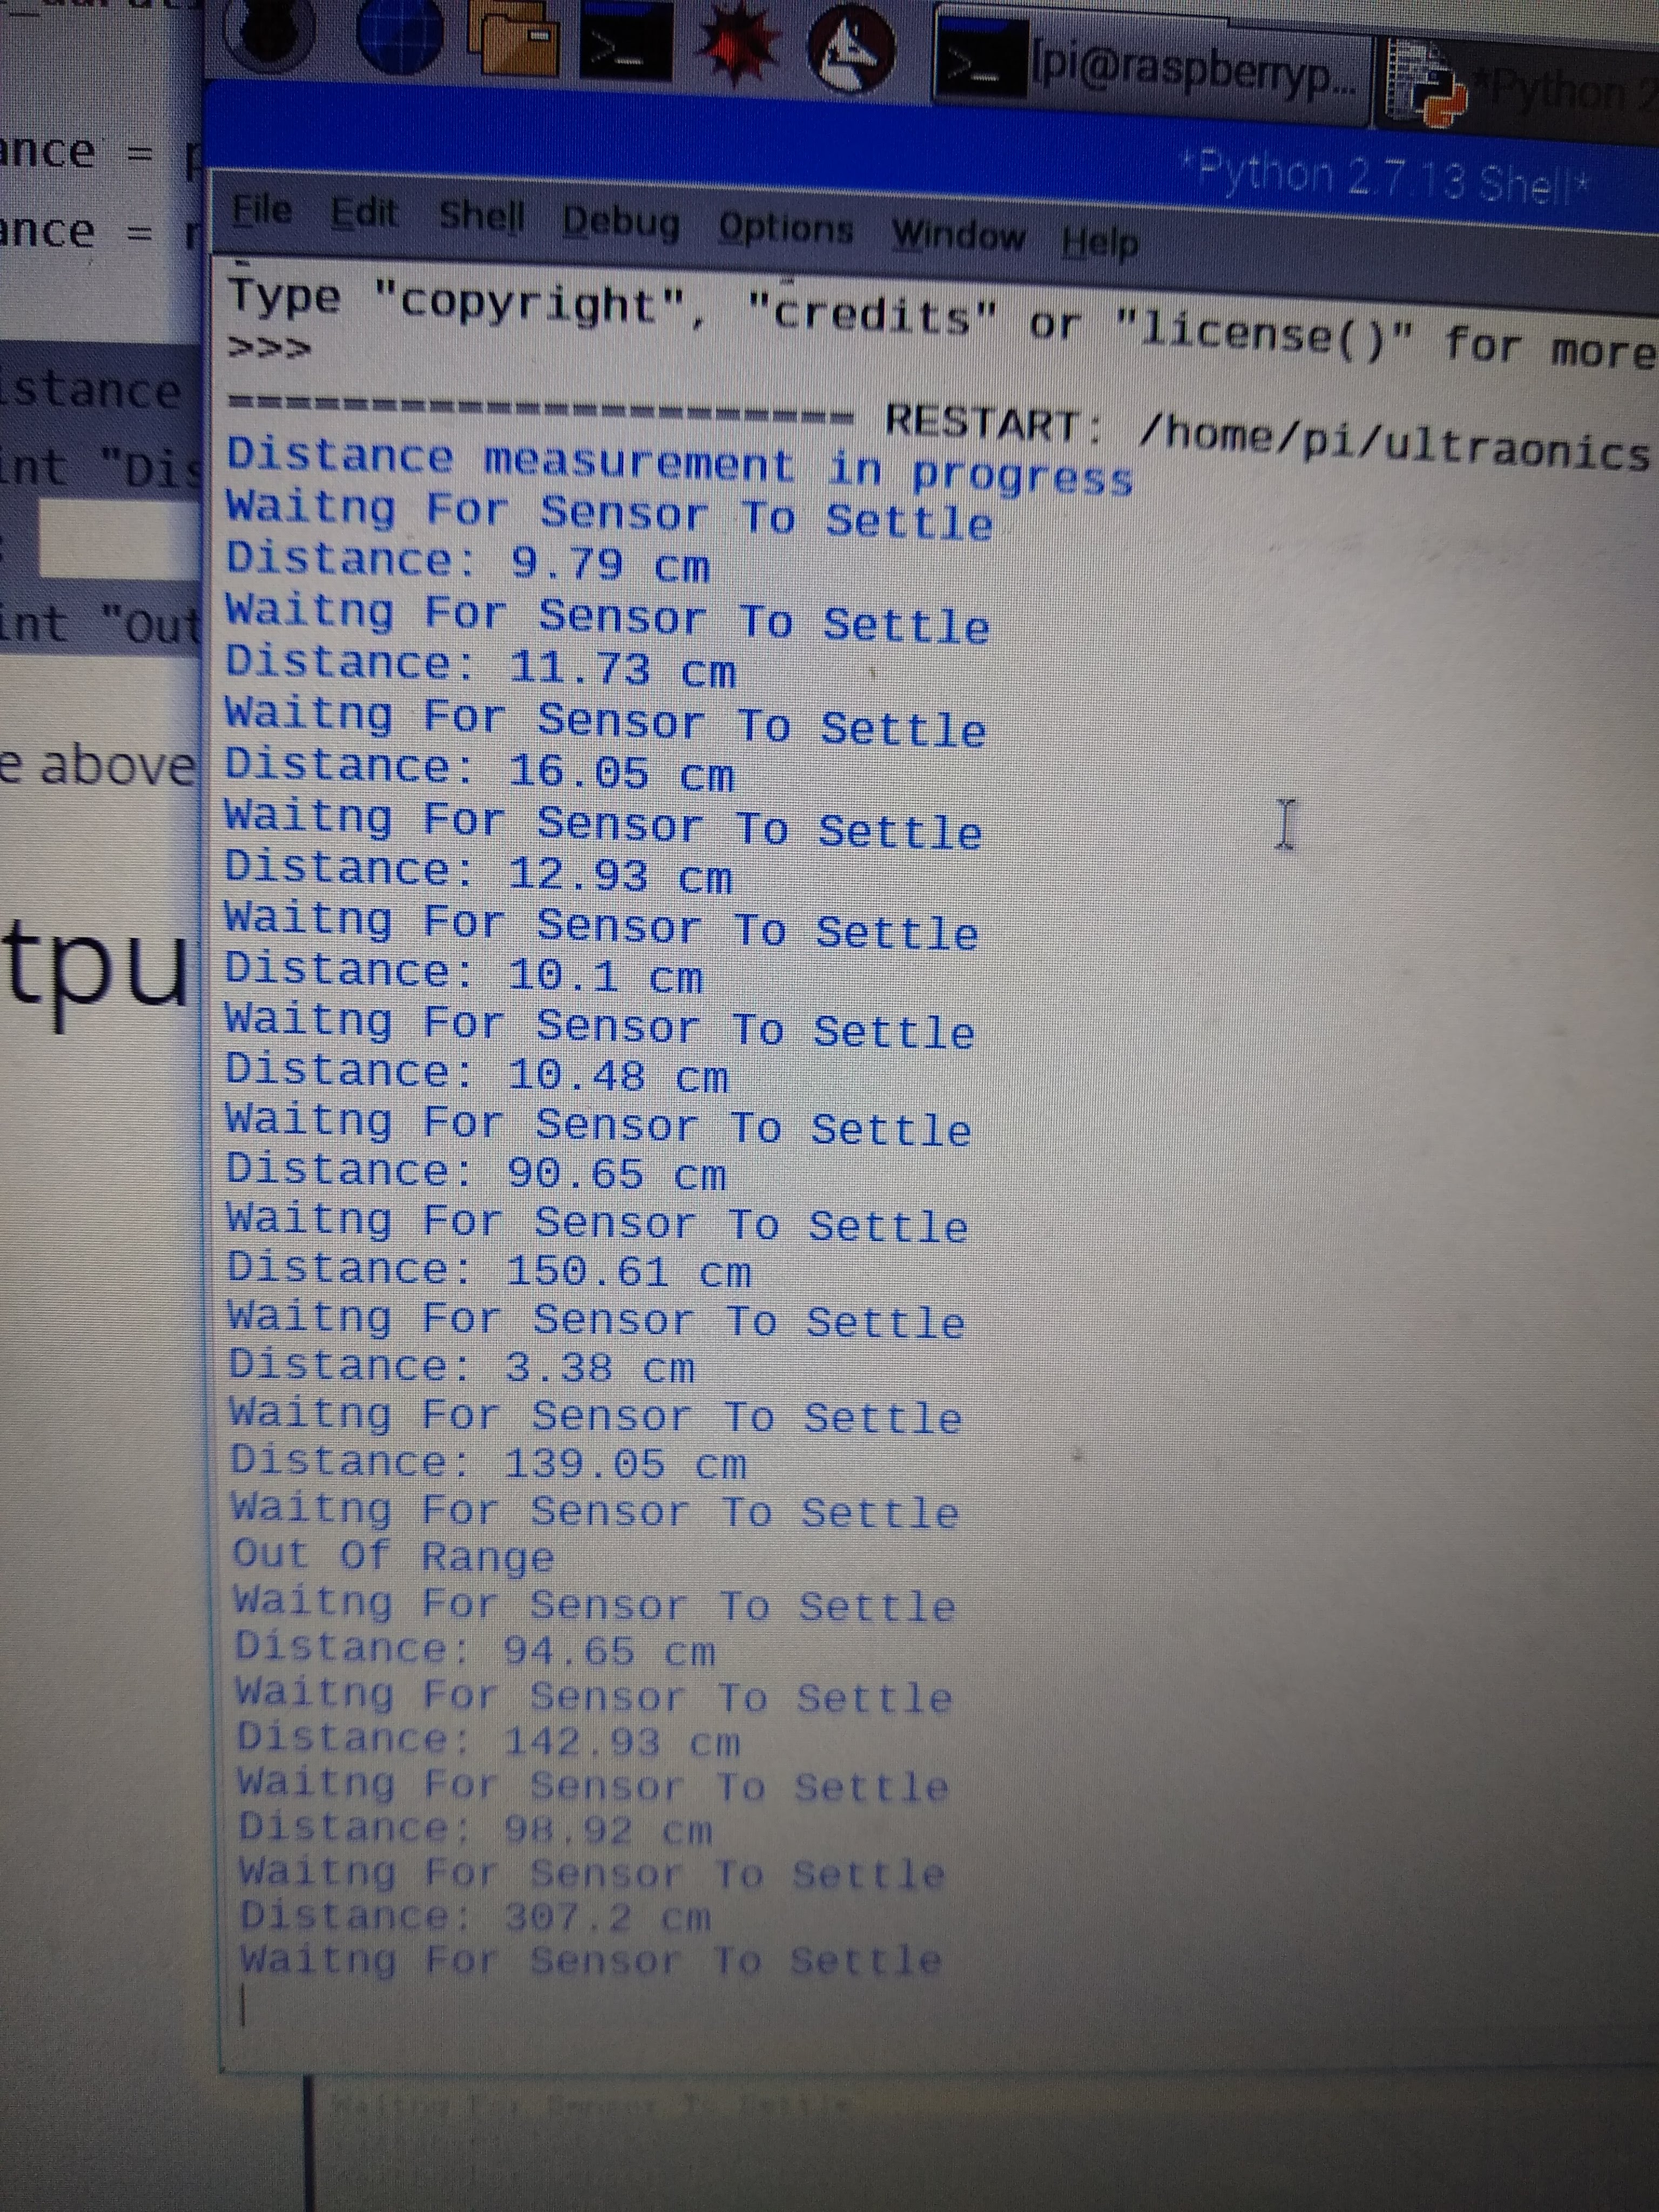 [pi@raspberryp...
*Python 2
*Python 2.7.13 Shell*
File Edit Shell Debug Options Window Help
Type "copyright", "credits" or "license()" for more
>>>
====================== RESTART: /home/pi/ultraonics
Distance measurement in progress
Waitng For Sensor To Settle
Distance: 9.79 cm
Waitng For Sensor To Settle
Distance: 11.73 cm
Waitng For Sensor To Settle
Distance: 16.05 cm
Waitng For Sensor To Settle
Distance: 12.93 cm
Waitng For Sensor To Settle
Distance: 10.1 cm
Waitng For Sensor To Settle
Distance: 10.48 cm
Waitng For Sensor To Settle
Distance: 90.65 cm
Waitng For Sensor To Settle
Distance: 150.61 cm
Waitng For Sensor To Settle
Distance: 3.38 cm
Waitng For Sensor To Settle
Distance: 139.05 cm
Waitng For Sensor To Settle
Out Of Range
Waitng For Sensor To Settle
Distance: 94.65 cm
Waitng For Sensor To Settle
Distance: 142.93 cm
Waitng For Sensor To Settle
Distance: 98.92 cm
Waitng For Sensor To Settle
Distance: 307.2 cm
Waitng For Sensor To Settle
ance = p
ance = r
istance
int "Dis
int "Out
e above
tpu
Waitng For Sensor To Settle